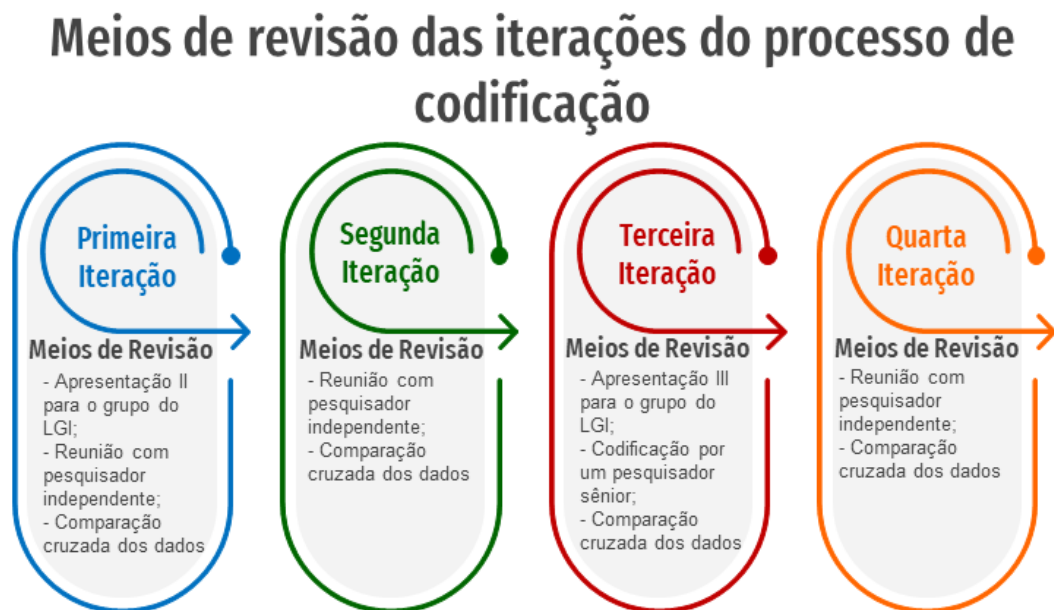 Meios de revisão das iterações do processo de
codificação
Primeira
Iteração
Meios de Revisão
- Apresentação II
para o grupo do
LGI;
- Reunião com
pesquisador
independente;
- Comparação
cruzada dos dados
Segunda
Iteração
Meios de Revisão
- Reunião com
pesquisador
independente;
- Comparação
cruzada dos dados
Terceira
Iteração
Meios de Revisão
- Apresentação III
para o grupo do
LGI;
- Codificação por
um pesquisador
sênior;
- Comparação
cruzada dos dados
Quarta
Iteração
Meios de Revisão
- Reunião com
pesquisador
independente;
- Comparação
cruzada dos dados